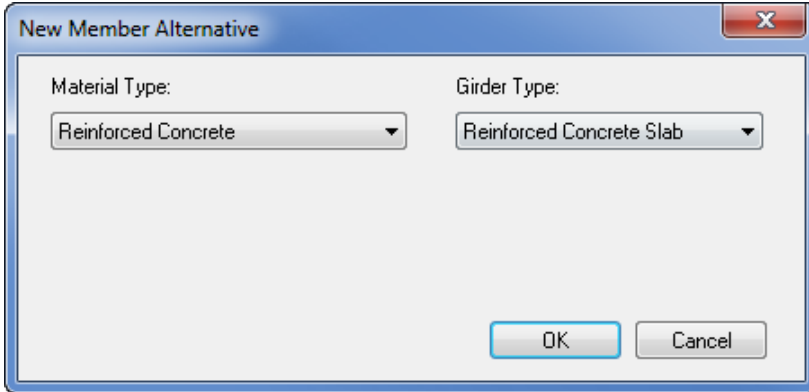 New Member Alternative
Material Type: Girder Type:
Reinforced Concrete Reinforced Concrete Slab
OK Cancel